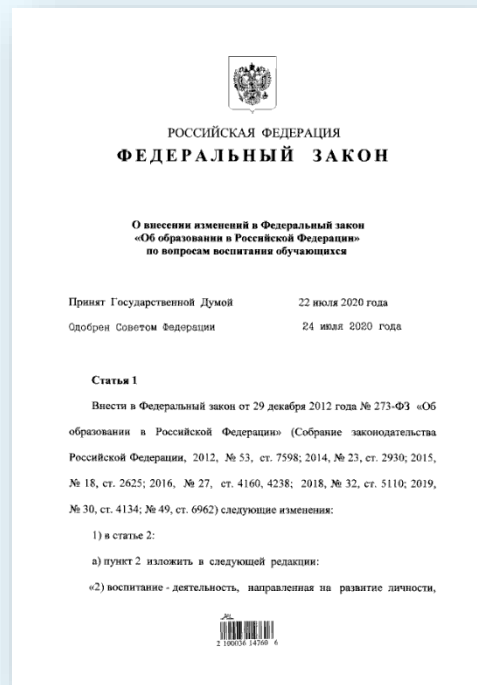 РОССИЙСКАЯ ФЕДЕРАЦИЯ
ФЕДЕРАЛЬНЫЙ ЗАКОН
О внесении изменений в Федеральный закон
«Об образовании в Российской Федерации»
по вопросам воспитания обучающихся
Принят Государственной Думой 22 июля 2020 года
Одобрен Советом Федерации 24 июля 2020 года
Статья 1
Внести в Федеральный закон от 29 декабря 2012 года № 273-ФЗ «Об
образовании в Российской Федерации» (Собрание законодательства
Российской Федерации, 2012, № 53, ст. 7598; 2014, № 23, ст. 2930; 2015,
№ 18, ст. 2625; 2016, № 27, ст. 4160, 4238; 2018, № 32, ст. 5110; 2019,
№ 30, ст. 4134; № 49, ст. 6962) следующие изменения:
1) в статье 2:
а) пункт 2 изложить в следующей редакции:
«2) воспитание - деятельность, направленная на развитие личности,
2 100036 14760 6